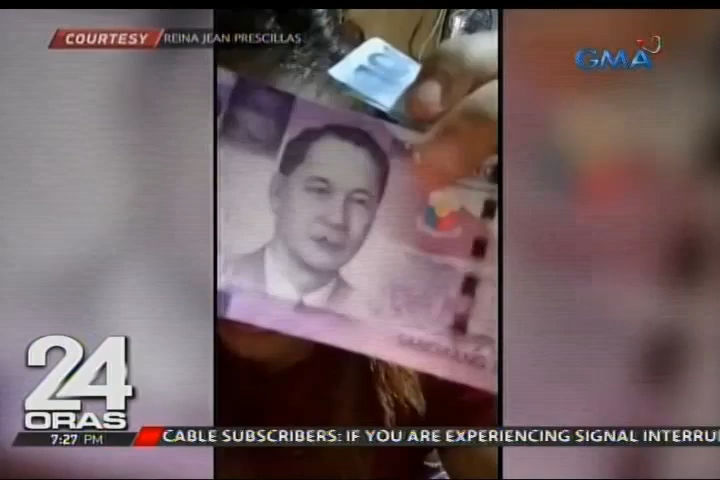 COURTESY REINA JEAN PRESCILLAS
GMA
24
ORAS
7:27 PM
CABLE SUBSCRIBERS: IF YOU ARE EXPERIENCING SIGNAL INTERRU